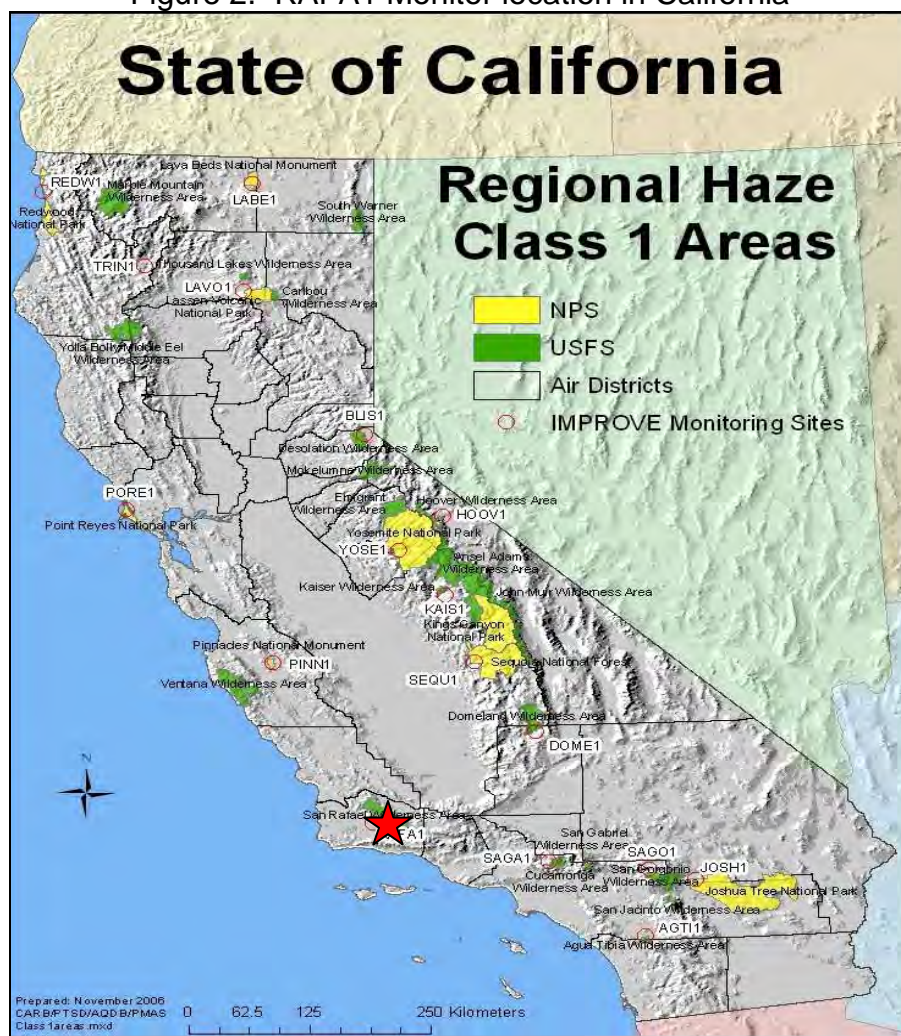 Figure 2. RAFA1 Monitor location in California
State of California
Regional Haze
Class 1 Areas
NPS
USFS
Air Districts
IMPROVE Monitoring Sites
Lava Beds National Monument
REDW1
Marble Mountain
Wilderness Area
LABE1
South Warner
Wilderness Area
Redwood
National Park
TRIN1
Thousand Lakes Wilderness Area
LAVO1
Lassen Volcanic
National Park
Caribou
Wilderness Area
Yolla Bolly Middle Eel
Wilderness Area
BLIS1
Desolation Wilderness Area
Mokelumne Wilderness Area
PORE1
Point Reyes National Park
Emigrant
Wilderness Area
Hoover Wilderness Area
HOOV1
Yosemite National Park
YOSE1
Ansel Adams
Wilderness Area
Kaiser Wilderness Area
KAIS1
John Muir Wilderness Area
Kings Canyon
National Park
Pinnacles National Monument
PINN1
SEQU1
Sequoia National Forest
Ventana Wilderness Area
Domeland Wilderness Area
DOME1
N
San Rafael Wilderness Area
FA1
San Gabriel
Wilderness Area
SAGA1
SAGO1
JOSH1
Cucamonga
Wilderness Area
San Gorgonio
Wilderness Area
Joshua Tree National Park
San Jacinto Wilderness Area
AGTI1
Agua Tibia Wilderness Area
Prepared: November 2006
CARB/PTSD/AQDB/PMAS
Class 1areas.mxd
0 62.5 125 250 Kilometers